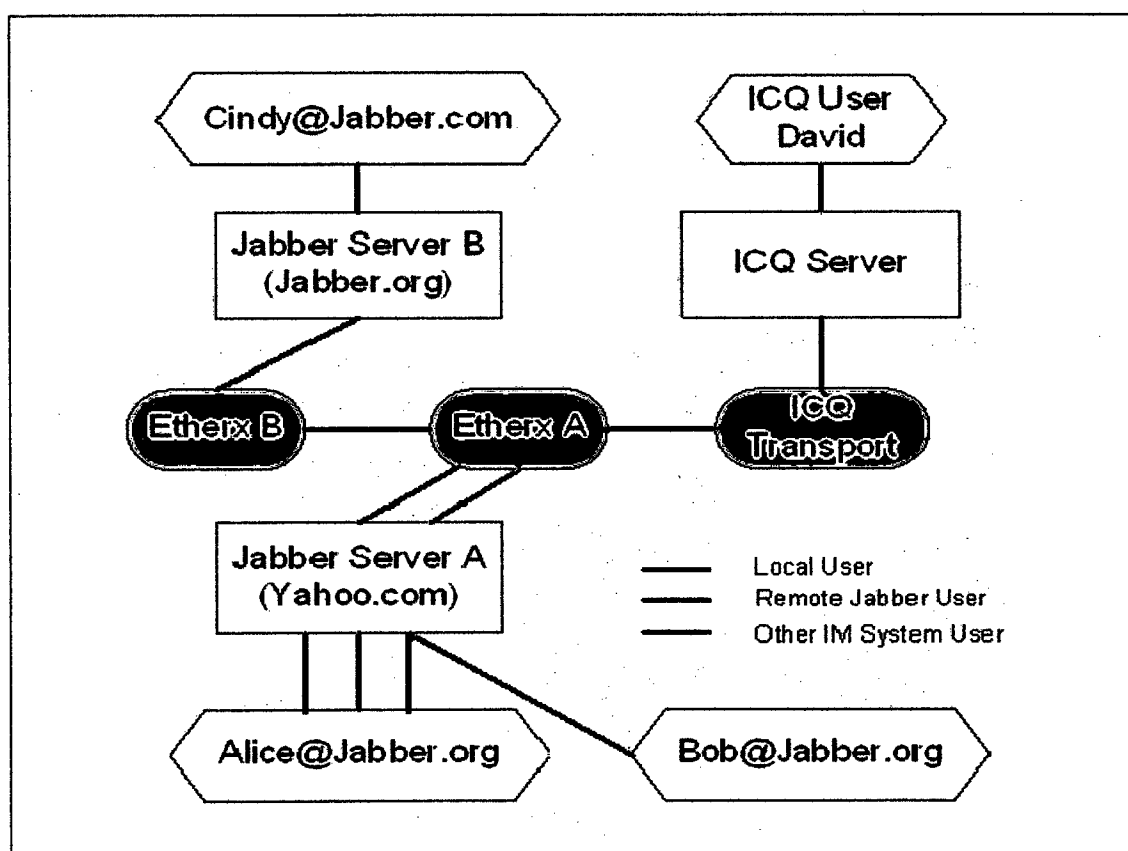 Cindy@Jabber.com
ICQ User
David
Jabber Server B
(Jabber.org)
ICQ Server
Etherx B
Etherx A
ICQ
Transport
Jabber Server A
(Yahoo.com)
Local User
Remote Jabber User
Other IM System User
Alice@Jabber.org
Bob@Jabber.org